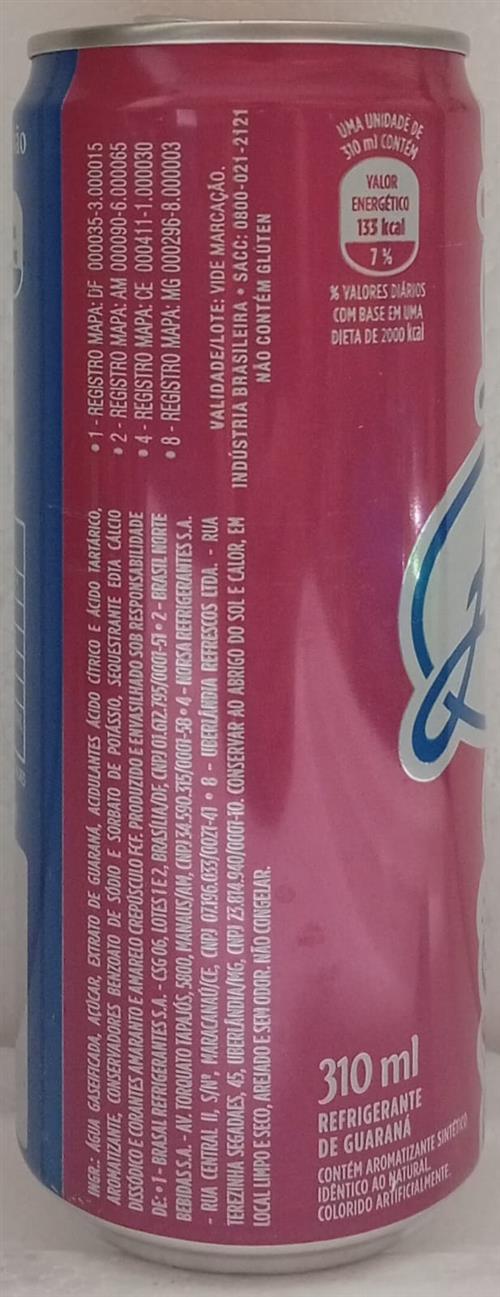 INGR.: ÁGUA GASEIFICADA, AÇÚCAR, EXTRATO DE GUARANÁ, ACIDULANTES ÁCIDO CÍTRICO E ÁCIDO TARTÁRICO,
AROMATIZANTE, CONSERVADORES BENZOATO DE SÓDIO E SORBATO DE POTÁSSIO, SEQUESTRANTE EDTA CÁLCIO
DISSÓDICO E CORANTES AMARANTO E AMARELO CREPÚSCULO FCF. PRODUZIDO E ENVASILHADO SOB RESPONSABILIDADE
DE: • 1 - BRASAL REFRIGERANTES S.A. - CSG 06, LOTES 1 E 2, BRASÍLIA/DF, CNPJ 01.612.795/0001-51 • 2 - BRASIL NORTE
BEBIDAS S.A. - AV. TORQUATO TAPAJÓS, 5800, MANAUS/AM, CNPJ 34.590.315/0001-58 • 4 - NORSA REFRIGERANTES S.A.
- RUA CENTRAL II, S/Nº, MARACANAÚ/CE, CNPJ 07.196.033/0027-47 • 8 - UBERLÂNDIA REFRESCOS LTDA. - RUA
TEREZINHA SEGADAES, 45, UBERLÂNDIA/MG, CNPJ 23.814.940/0001-10. CONSERVAR AO ABRIGO DO SOL E CALOR, EM
LOCAL LIMPO E SECO, AREJADO E SEM ODOR. NÃO CONGELAR.
• 1 - REGISTRO MAPA: DF 000035-3.000015
• 2 - REGISTRO MAPA: AM 000090-6.000065
• 4 - REGISTRO MAPA: CE 000411-1.000030
• 8 - REGISTRO MAPA: MG 000296-8.000003
VALIDADE/LOTE: VIDE MARCAÇÃO.
INDÚSTRIA BRASILEIRA • SACC: 0800-021-2121
NÃO CONTÉM GLUTEN
UMA UNIDADE DE
310 ml CONTÉM
VALOR
ENERGÉTICO
133 kcal
7 %
% VALORES DIÁRIOS
COM BASE EM UMA
DIETA DE 2000 kcal
310 ml
REFRIGERANTE
DE GUARANÁ
CONTÉM AROMATIZANTE SINTÉTICO
IDÊNTICO AO NATURAL.
COLORIDO ARTIFICIALMENTE.